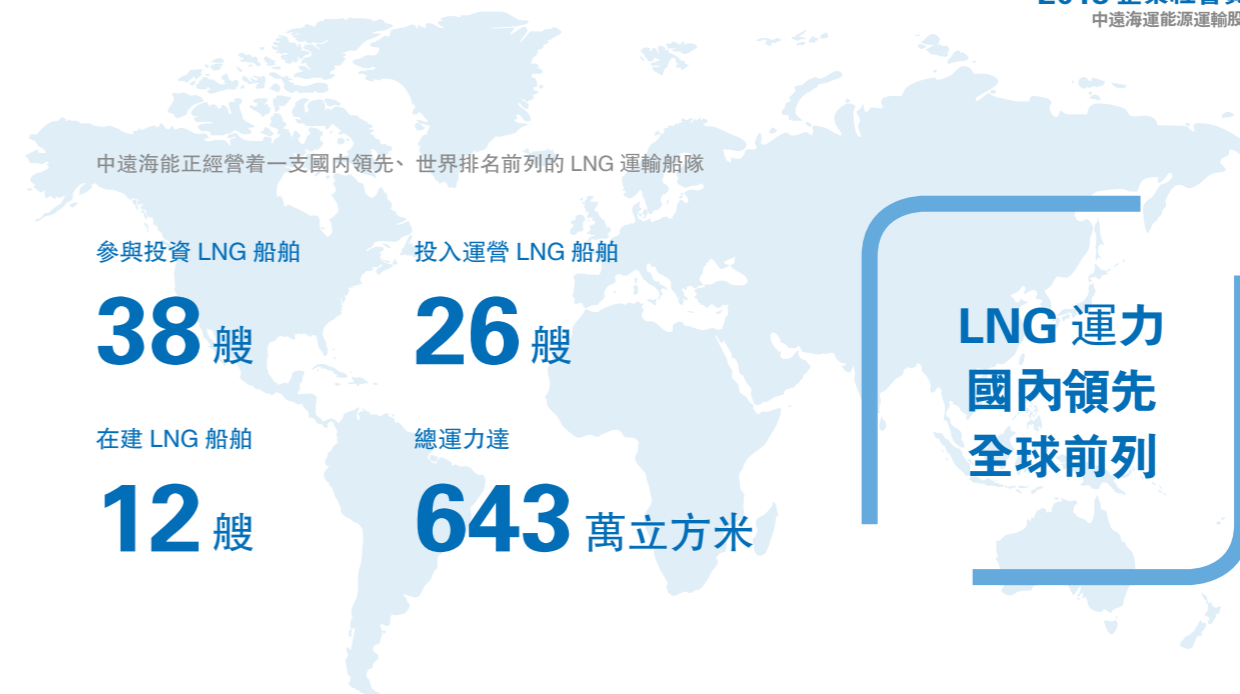 中遠海運能源運輸股
中遠海能正經營着一支國内領先、世界排名前列的 LNG 運輸船隊
參與投資 LNG 船舶
38 艘
投入運營 LNG 船舶
26 艘
在建 LNG 船舶
12 艘
總運力達
643 萬立方米
LNG 運力
國內領先
全球前列